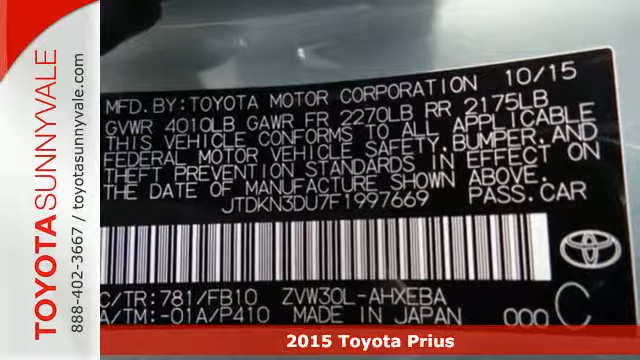 TOYOTA SUNNYVALE
888-402-3667 / toyotasunnyvale.com
MFD.BY:TOYOTA MOTOR CORPORATION 10/15
GVWR 4010LB GAWR FR 2270LB RR 2175LB
THIS VEHICLE CONFORMS TO ALL APPLICABLE
FEDERAL MOTOR VEHICLE SAFETY,BUMPER,AND
THEFT PREVENTION STANDARDS IN EFFECT ON
THE DATE OF MANUFACTURE SHOWN ABOVE.
JTDKN3DU7F1997669 PASS.CAR
TOYOTA
C/TR:781/FB10 ZVW30L-AHXEBA
A/TM:-01A/P410 MADE IN JAPAN 000 C
2015 Toyota Prius